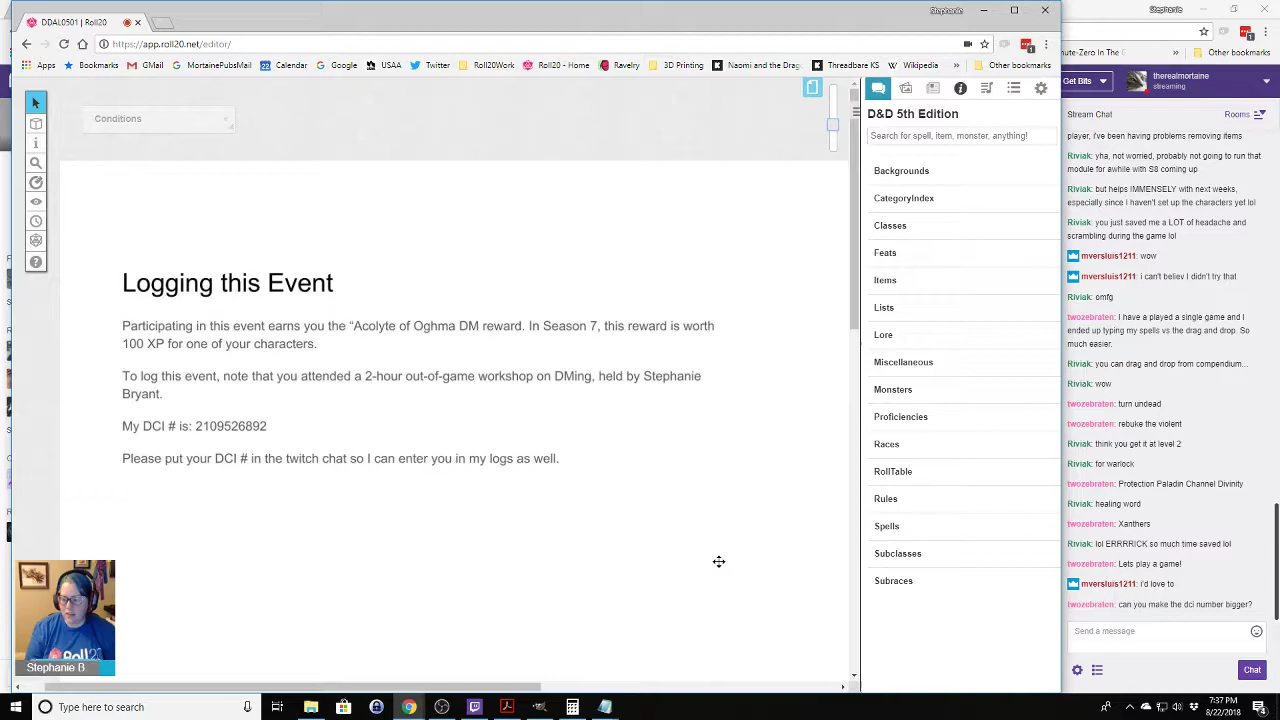 Stephanie
Stephanie
DDAL0501 | Roll20
https://app.roll20.net/editor/
Apps
Bookmarks
GMail
MortainePubsMail
Calendar
Google
USAA
Twitter
Roll20Work
Roll20 - Home
Ravelry
3D Printing
Naomi and the Drag
Threadbare KS
Wikipedia
Other bookmarks
nute-Zero In The
Other bookmarks
Conditions
Logging this Event
Participating in this event earns you the “Acolyte of Oghma DM reward. In Season 7, this reward is worth
100 XP for one of your characters.
To log this event, note that you attended a 2-hour out-of-game workshop on DMing, held by Stephanie
Bryant.
My DCI # is: 2109526892
Please put your DCI # in the twitch chat so I can enter you in my logs as well.
Stephanie B
D&D 5th Edition
Search for spell, item, monster, anything!
Backgrounds
CategoryIndex
Classes
Feats
Items
Lists
Lore
Miscellaneous
Monsters
Proficiencies
Races
RollTable
Rules
Spells
Subclasses
Subraces
Get Bits
therealmortaine
streaming
Stream Chat
Rooms
player, i've been having problems removing items
Riviak: yha, not worried, probably not going to run that
module for awhile with S8 coming up
Riviak: but helps IMMENSELY with next weeks,
especially since I haven't set up the characters yet lol
Riviak: you just saved me a LOT of headache and
scrambling during the game lol
mversluis1211: wow
mversluis1211: i can't believ I didn't try that
Riviak: omfg
twozebraten: I have a played a single game and I
ended up typing my spells vs the drag and drop. So
much easier.
Riviak: you can drag and drop from compendium...
Riviak: wow
twozebraten: turn undead
twozebraten: rebuke the violent
Riviak: think you get it at level 2
Riviak: for warlock
twozebraten: Protection Paladin Channel Divinity
Riviak: healing word
twozebraten: Xanthers
Riviak: lol ERRRRICK so much time saved lol
twozebraten: Lets play a game!
mversluis1211: i'd love to
twozebraten: can you make the dci number bigger?
Send a message
Chat
Type here to search
7:37 PM
8/22/2018